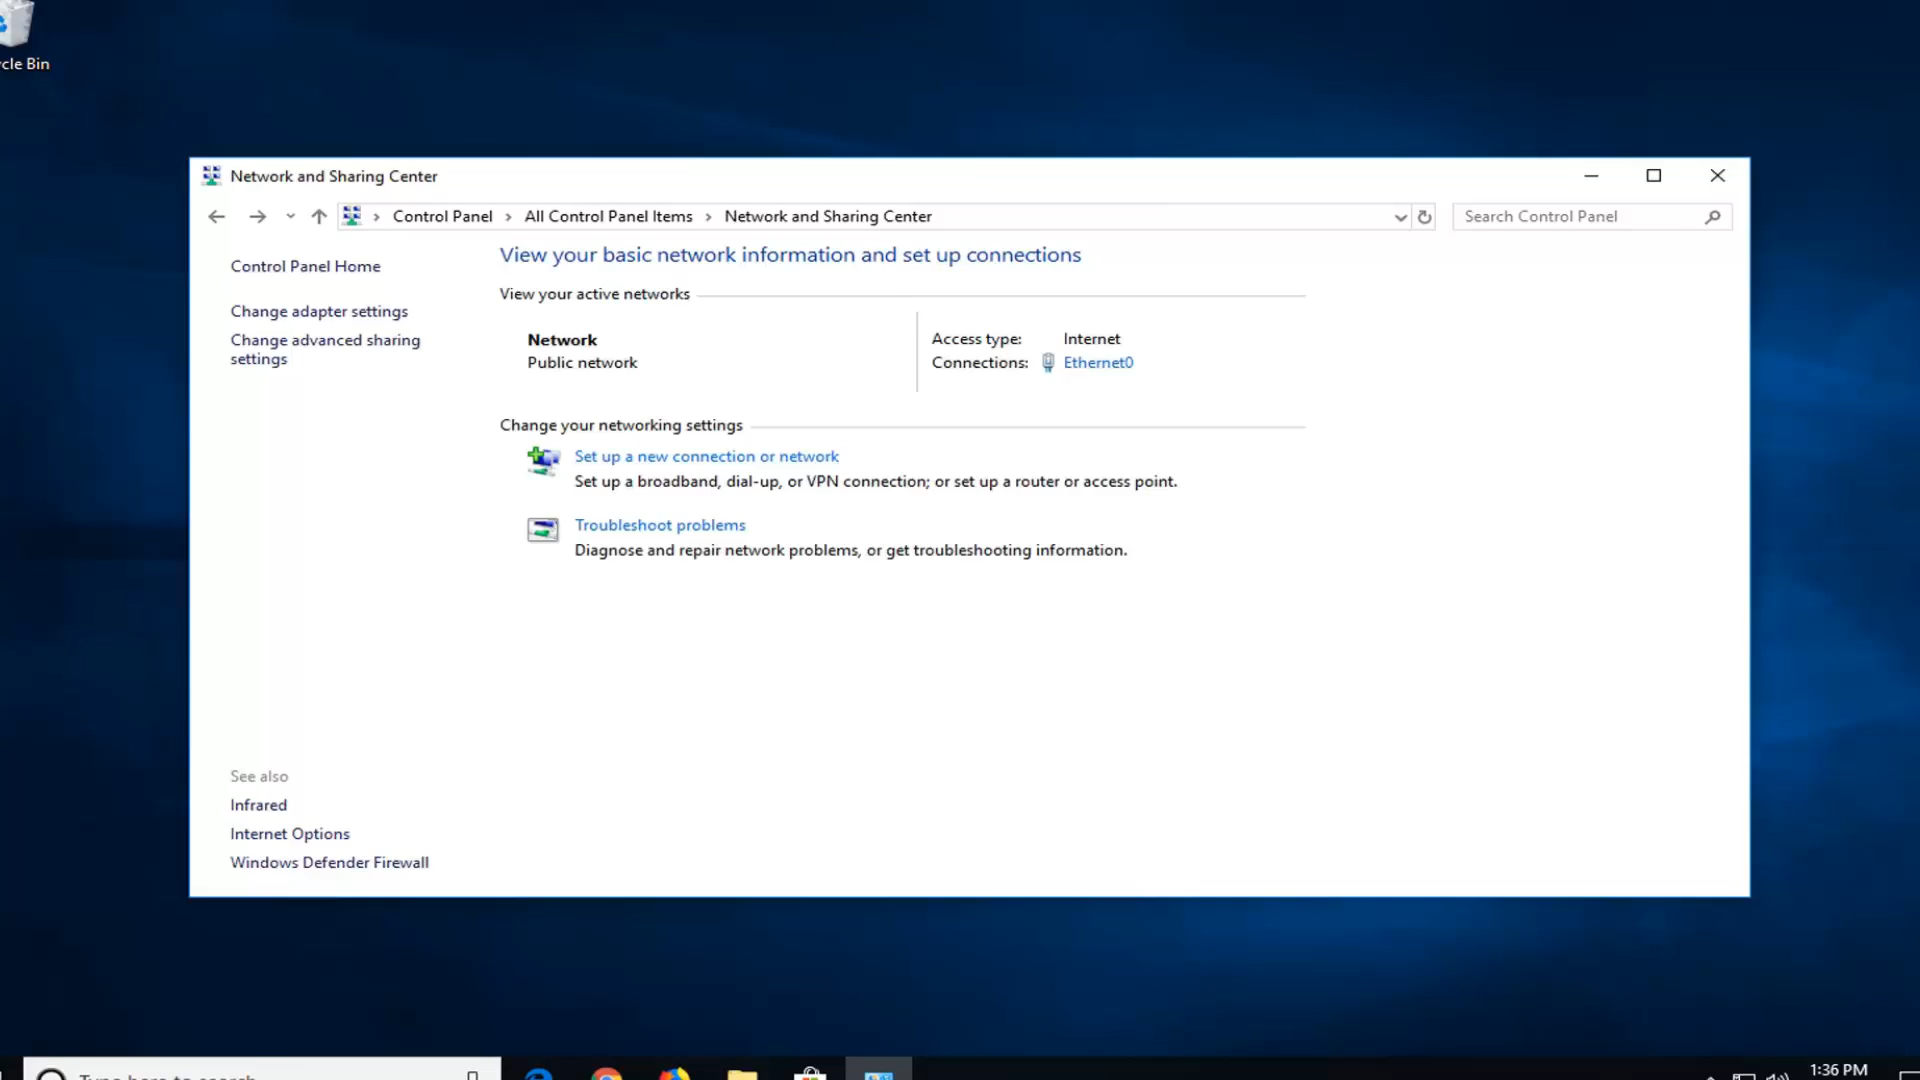 cle Bin
Network and Sharing Center
Control Panel
All Control Panel Items
Network and Sharing Center
Search Control Panel
Control Panel Home
Change adapter settings
Change advanced sharing
settings
View your basic network information and set up connections
View your active networks
Network
Public network
Access type: Internet
Connections: Ethernet0
Change your networking settings
Set up a new connection or network
Set up a broadband, dial-up, or VPN connection; or set up a router or access point.
Troubleshoot problems
Diagnose and repair network problems, or get troubleshooting information.
See also
Infrared
Internet Options
Windows Defender Firewall
Type here to search
1:36 PM